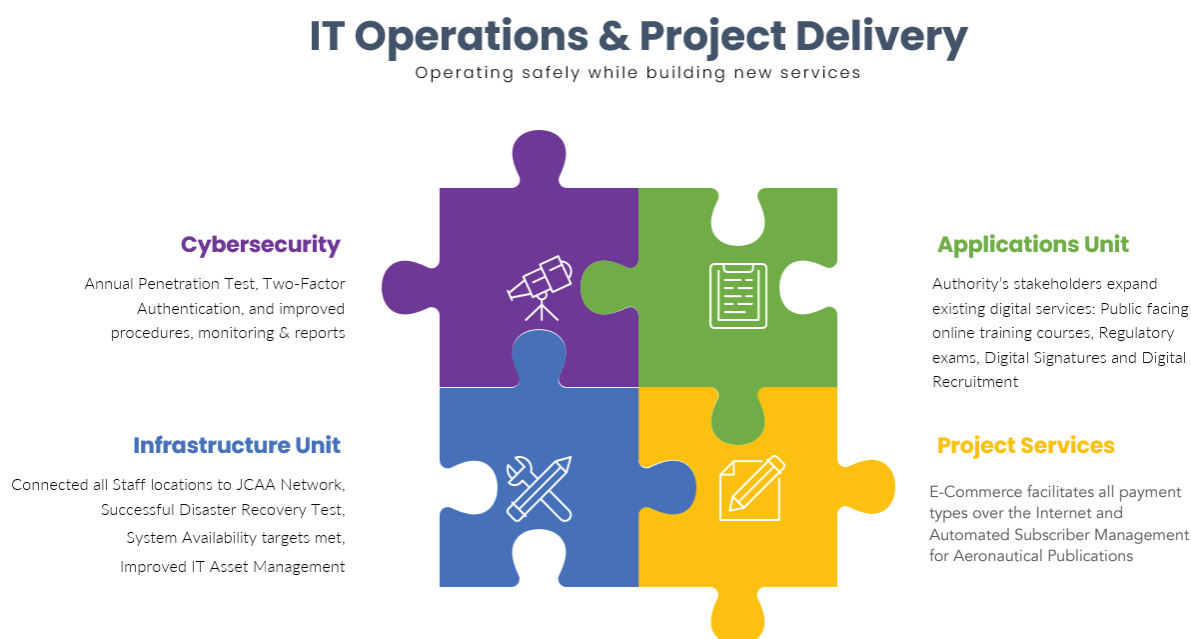 IT Operations & Project Delivery
Operating safely while building new services
Cybersecurity
Annual Penetration Test, Two-Factor
Authentication, and improved
procedures, monitoring & reports
Applications Unit
Authority's stakeholders expand
existing digital services: Public facing
online training courses, Regulatory
exams, Digital Signatures and Digital
Recruitment
Infrastructure Unit
Connected all Staff locations to JCAA Network,
Successful Disaster Recovery Test,
System Availability targets met,
Improved IT Asset Management
Project Services
E-Commerce facilitates all payment
types over the Internet and
Automated Subscriber Management
for Aeronautical Publications